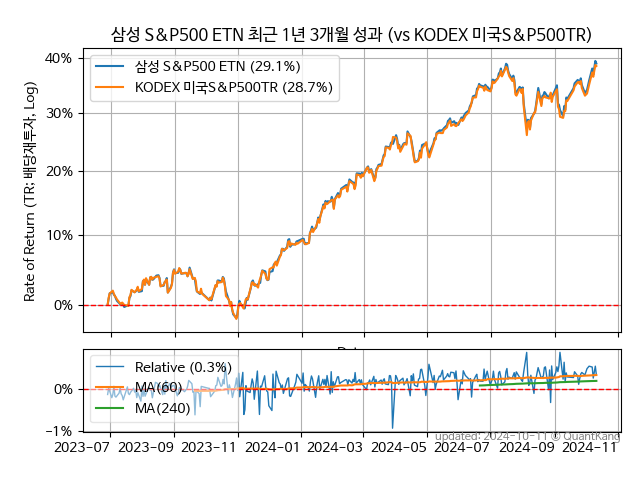 삼성 S&P500 ETN 최근 1년 3개월 성과 (vs KODEX 미국S&P500TR)
Rate of Return (TR: 배당재투자, Log)
40%
30%
20%
10%
0%
삼성 S&P500 ETN (29.1%)
KODEX 미국S&P500TR (28.7%)
0%
−1%
Relative (0.3%)
MA(60)
MA(240)
updated: 2024-10-11 © QuantKang
2023-07 2023-09 2023-11 2024-01 2024-03 2024-05 2024-07 2024-09 2024-11